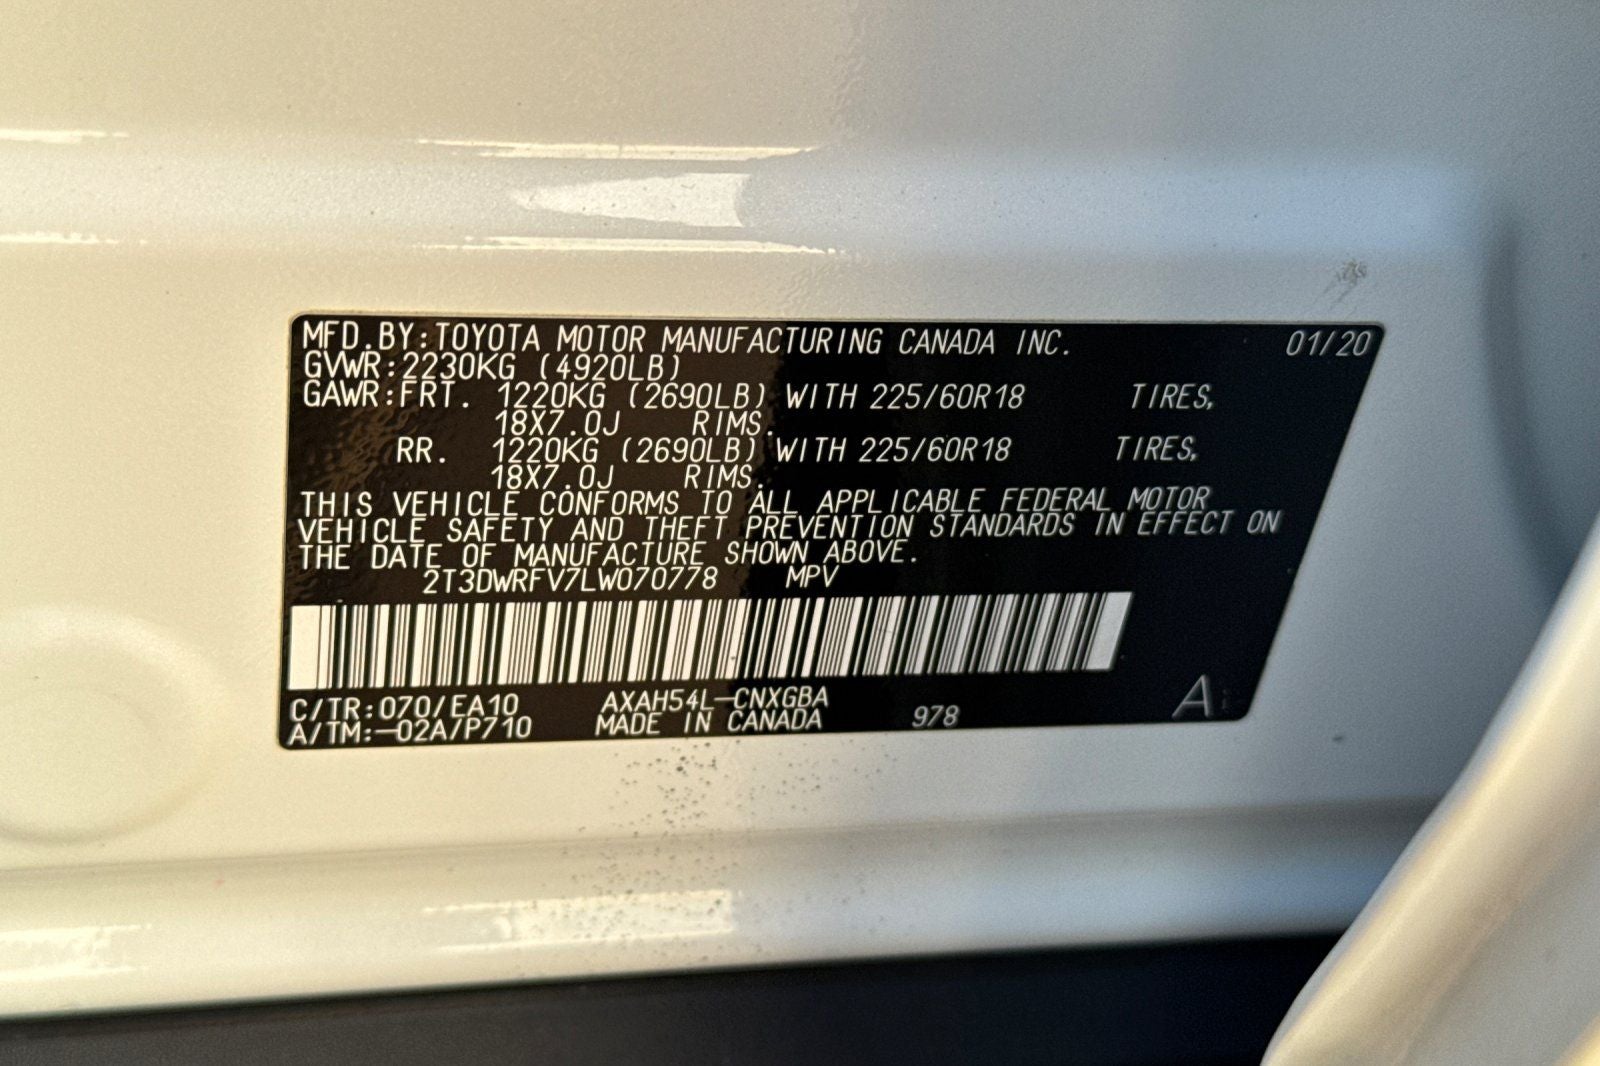 MFD.BY:TOYOTA MOTOR MANUFACTURING CANADA INC. 01/20
GVWR:2230KG (4920LB)
GAWR:FRT. 1220KG (2690LB) WITH 225/60R18 TIRES,
18X7.0J RIMS.
RR. 1220KG (2690LB) WITH 225/60R18 TIRES,
18X7.0J RIMS.
THIS VEHICLE CONFORMS TO ALL APPLICABLE FEDERAL MOTOR
VEHICLE SAFETY AND THEFT PREVENTION STANDARDS IN EFFECT ON
THE DATE OF MANUFACTURE SHOWN ABOVE.
2T3DWRFV7LW070778 MPV
C/TR:070/EA10 AXAH54L-CNXGBA
A/TM:-02A/P710 MADE IN CANADA 978 A